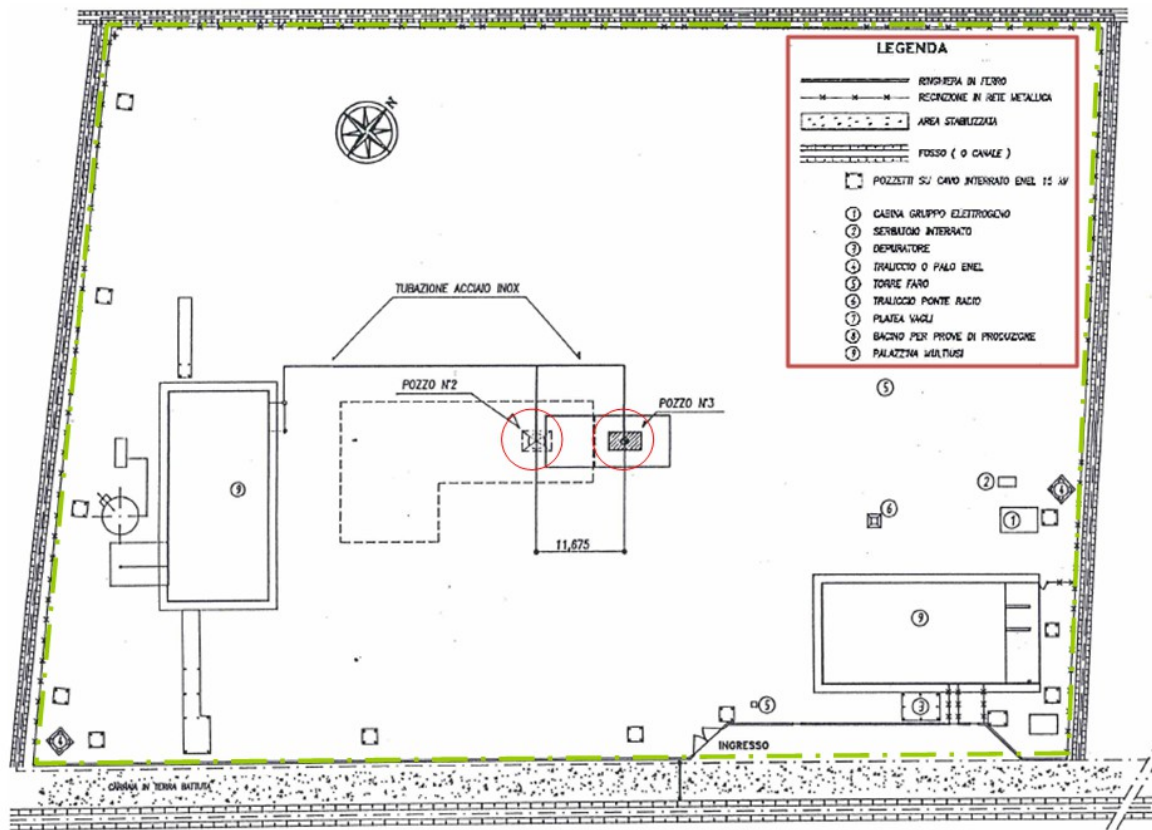 N
LEGENDA
RINGHIERA IN FERRO
RECINZIONE IN RETE METALLICA
AREA STABILIZZATA
FOSSO ( O CANALE )
POZZETTI SU CAVO INTERRATO ENEL 15 kV
1 CABINA GRUPPO ELETTROGENO
2 SERBATOIO INTERRATO
3 DEPURATORE
4 TRALICCIO O PALO ENEL
5 TORRE FARO
6 TRALICCIO PONTE RADIO
7 PLATEA VAGLI
8 BACINO PER PROVE DI PRODUZIONE
9 PALAZZINA MULTIUSI
TUBAZIONE ACCIAIO INOX
POZZO N°2
POZZO N°3
5
9
2
4
6
1
11,675
9
5
3
4
INGRESSO
IN TERRA BATTUTA